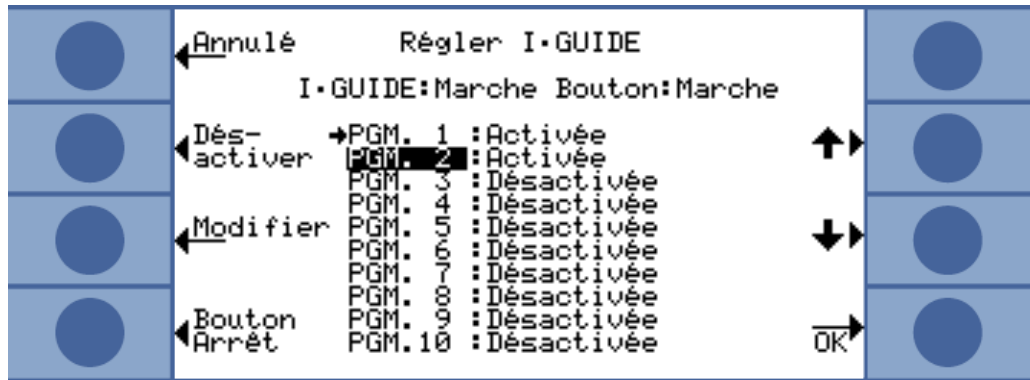 Annulé
Régler I·GUIDE
I·GUIDE:Marche Bouton:Marche
Dés-
activer
PGM. 1 :Activée
PGM. 2 :Activée
PGM. 3 :Désactivée
PGM. 4 :Désactivée
Modifier
PGM. 5 :Désactivée
PGM. 6 :Désactivée
PGM. 7 :Désactivée
PGM. 8 :Désactivée
Bouton
Arrêt
PGM. 9 :Désactivée
PGM.10 :Désactivée
OK